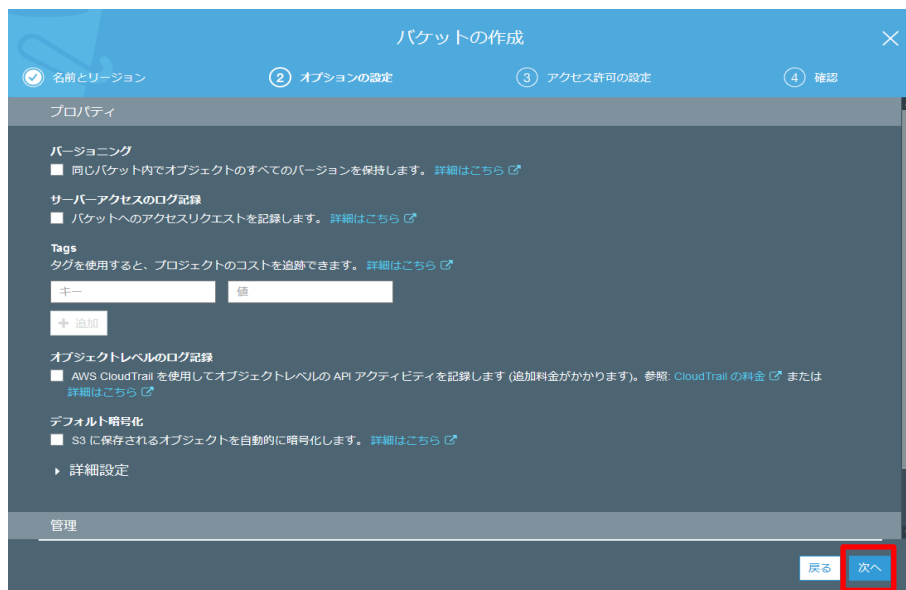 バケットの作成
名前とリージョン
2 オプションの設定
3 アクセス許可の設定
4 確認
プロパティ
バージョニング
同じバケット内でオブジェクトのすべてのバージョンを保持します。 詳細はこちら
サーバーアクセスのログ記録
バケットへのアクセスリクエストを記録します。 詳細はこちら
Tags
タグを使用すると、プロジェクトのコストを追跡できます。 詳細はこちら
キー
値
+ 追加
オブジェクトレベルのログ記録
AWS CloudTrail を使用してオブジェクトレベルの API アクティビティを記録します (追加料金がかかります)。参照: CloudTrail の料金 または
詳細はこちら
デフォルト暗号化
S3 に保存されるオブジェクトを自動的に暗号化します。 詳細はこちら
詳細設定
管理
戻る
次へ